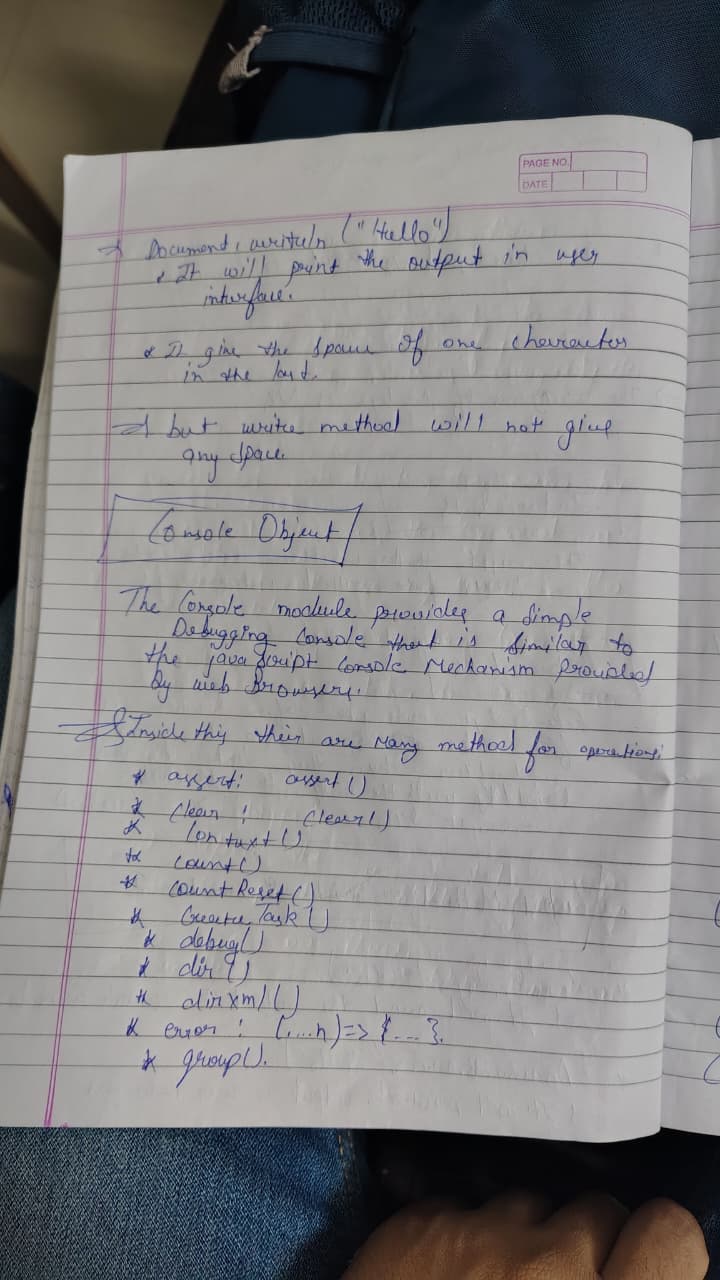 PAGE NO.
DATE
Document. writeln ("Hello")
It will print the output in user
interface.
It give the space of one charracter
in the last.
but write method will not give
any space.
Console Object
The Console module provides a simple
Debugging Console that is similar to
the java Script Console Mechanism provided
By web Browsers.
Inside this their are Many method for operations:
* assert: assert ()
* Clear : Clear()
* Context ()
* Count ()
* Count Reset ()
* Create Task ()
* debug()
* dir ()
* dirxml ()
* error : (...n) => {...}.
* group().